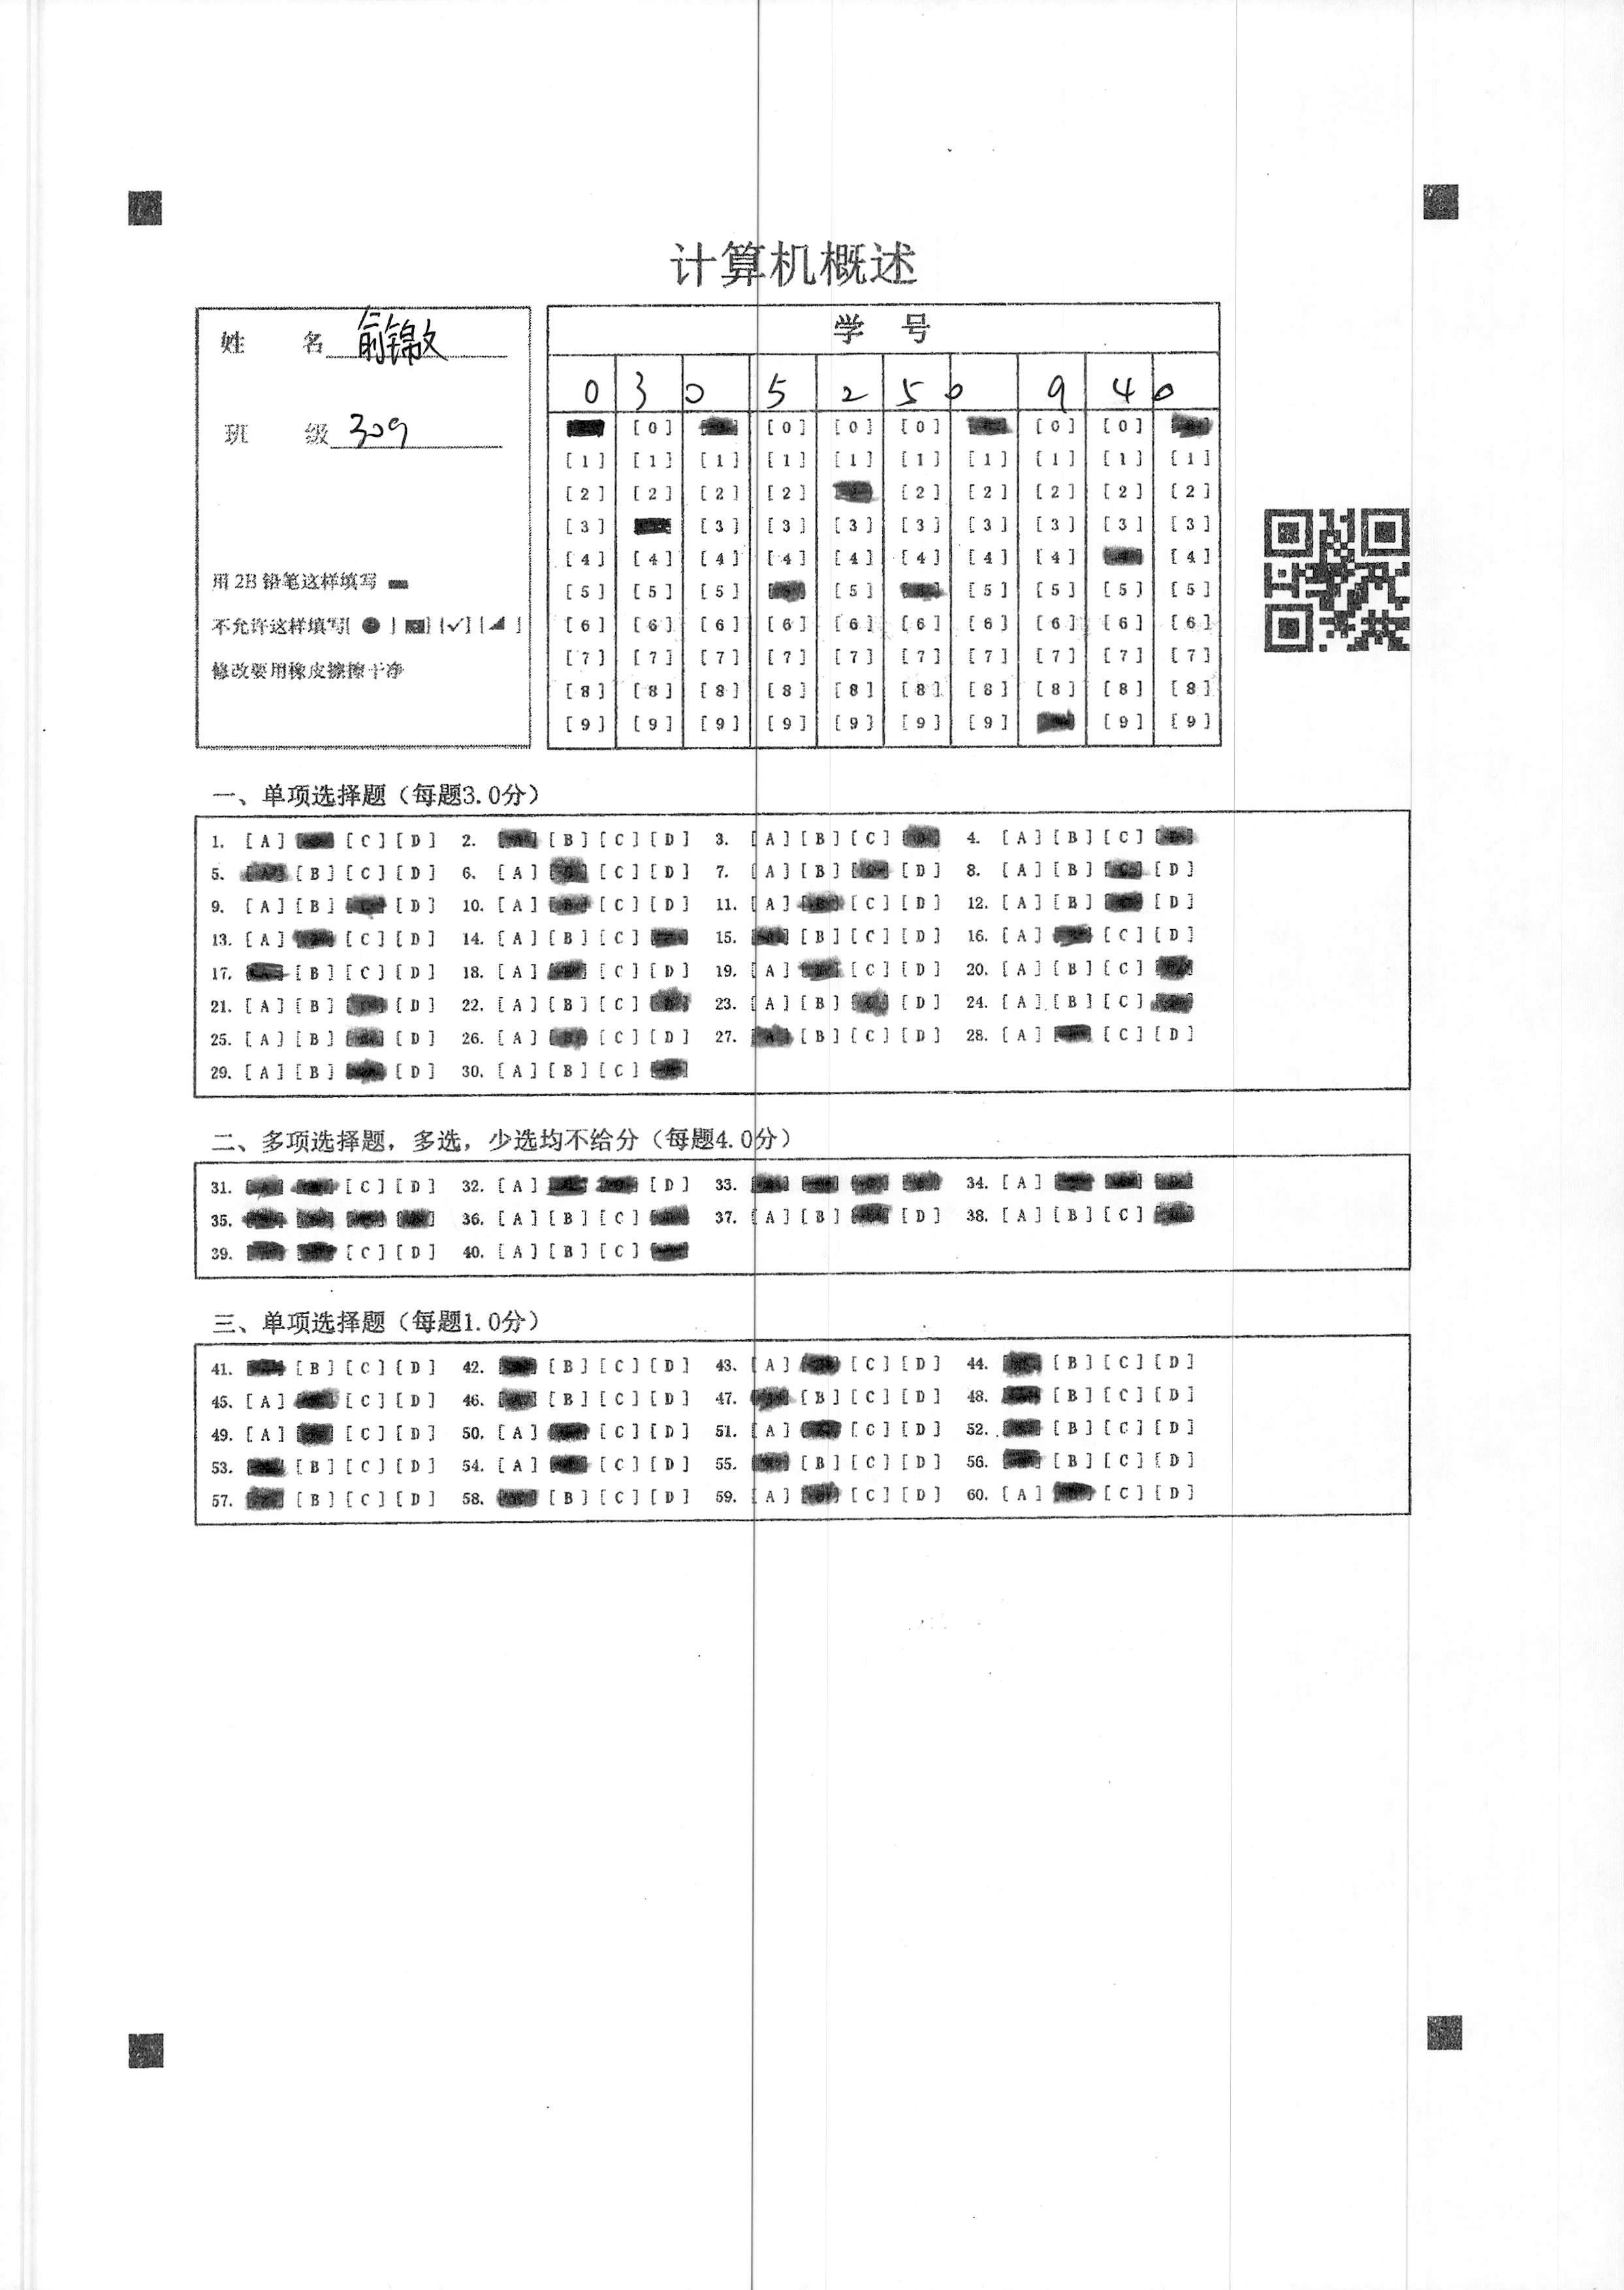 计算机概述
姓 名 俞锦敏
班 级 309
用 2B 铅笔这样填写
不允许这样填写[ ● ] [ ] [√] [ ]
修改要用橡皮擦擦干净
学 号
0 3 0 5 2 5 0 9 4 0
[0] [0] [0] [0] [0] [0]
[1] [1] [1] [1] [1] [1] [1] [1] [1] [1]
[2] [2] [2] [2] [2] [2] [2] [2] [2]
[3] [3] [3] [3] [3] [3] [3] [3] [3]
[4] [4] [4] [4] [4] [4] [4] [4] [4]
[5] [5] [5] [5] [5] [5] [5] [5]
[6] [6] [6] [6] [6] [6] [6] [6] [6] [6]
[7] [7] [7] [7] [7] [7] [7] [7] [7] [7]
[8] [8] [8] [8] [8] [8] [8] [8] [8] [8]
[9] [9] [9] [9] [9] [9] [9] [9] [9]
一、单项选择题（每题3.0分）
1. [A] [C] [D] 2. [B] [C] [D] 3. [A] [B] [C] 4. [A] [B] [C]
5. [B] [C] [D] 6. [A] [C] [D] 7. [A] [B] [D] 8. [A] [B] [D]
9. [A] [B] [D] 10. [A] [C] [D] 11. [A] [C] [D] 12. [A] [B] [D]
13. [A] [C] [D] 14. [A] [B] [C] 15. [B] [C] [D] 16. [A] [C] [D]
17. [B] [C] [D] 18. [A] [C] [D] 19. [A] [C] [D] 20. [A] [B] [C]
21. [A] [B] [D] 22. [A] [B] [C] 23. [A] [B] [D] 24. [A] [B] [C]
25. [A] [B] [D] 26. [A] [C] [D] 27. [B] [C] [D] 28. [A] [C] [D]
29. [A] [B] [D] 30. [A] [B] [C]
二、多项选择题，多选，少选均不给分（每题4.0分）
31. [C] [D] 32. [A] [D] 33. 34. [A]
35. 36. [A] [B] [C] 37. [A] [B] [D] 38. [A] [B] [C]
39. [C] [D] 40. [A] [B] [C]
三、单项选择题（每题1.0分）
41. [B] [C] [D] 42. [B] [C] [D] 43. [A] [C] [D] 44. [B] [C] [D]
45. [A] [C] [D] 46. [B] [C] [D] 47. [B] [C] [D] 48. [B] [C] [D]
49. [A] [C] [D] 50. [A] [C] [D] 51. [A] [C] [D] 52. [B] [C] [D]
53. [B] [C] [D] 54. [A] [C] [D] 55. [B] [C] [D] 56. [B] [C] [D]
57. [B] [C] [D] 58. [B] [C] [D] 59. [A] [C] [D] 60. [A] [C] [D]